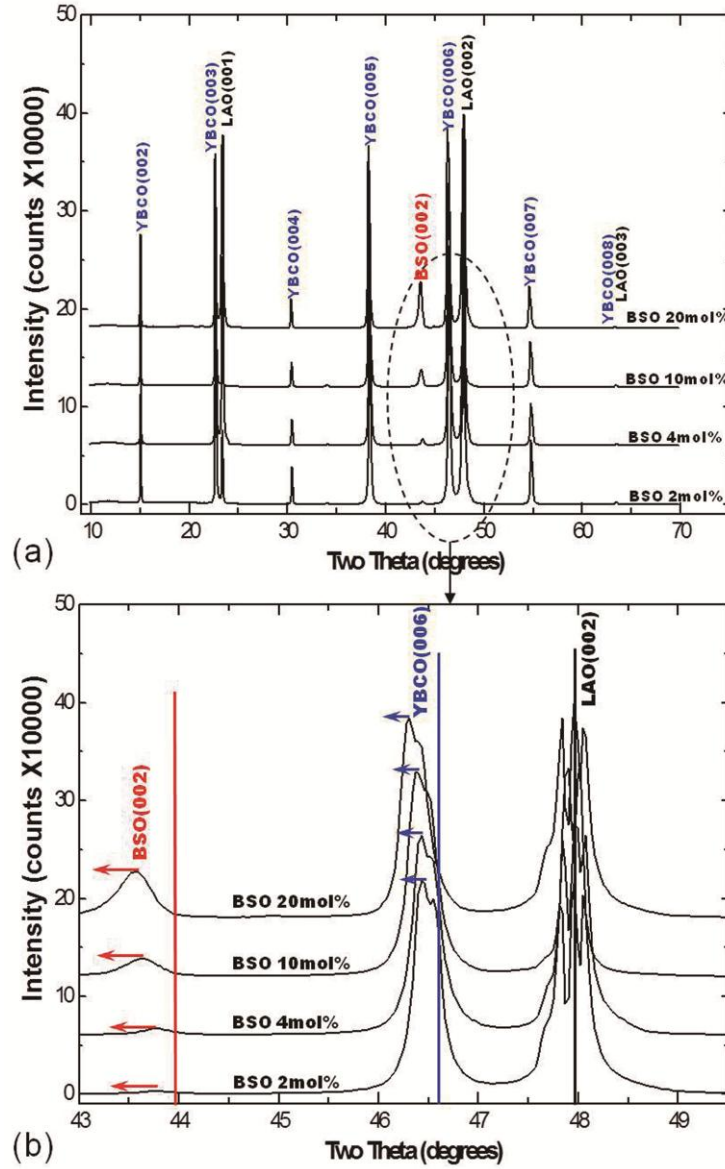 50
40
30
20
10
0
Intensity (counts X10000)
YBCO(002)
YBCO(003)
LAO(001)
YBCO(004)
YBCO(005)
BSO(002)
YBCO(006)
LAO(002)
YBCO(007)
YBCO(008)
LAO(003)
BSO 20mol%
BSO 10mol%
BSO 4mol%
BSO 2mol%
10 20 30 40 50 60 70
(a) Two Theta (degrees)
50
40
30
20
10
0
Intensity (counts X10000)
BSO(002)
YBCO(006)
LAO(002)
BSO 20mol%
BSO 10mol%
BSO 4mol%
BSO 2mol%
43 44 45 46 47 48 49
(b) Two Theta (degrees)